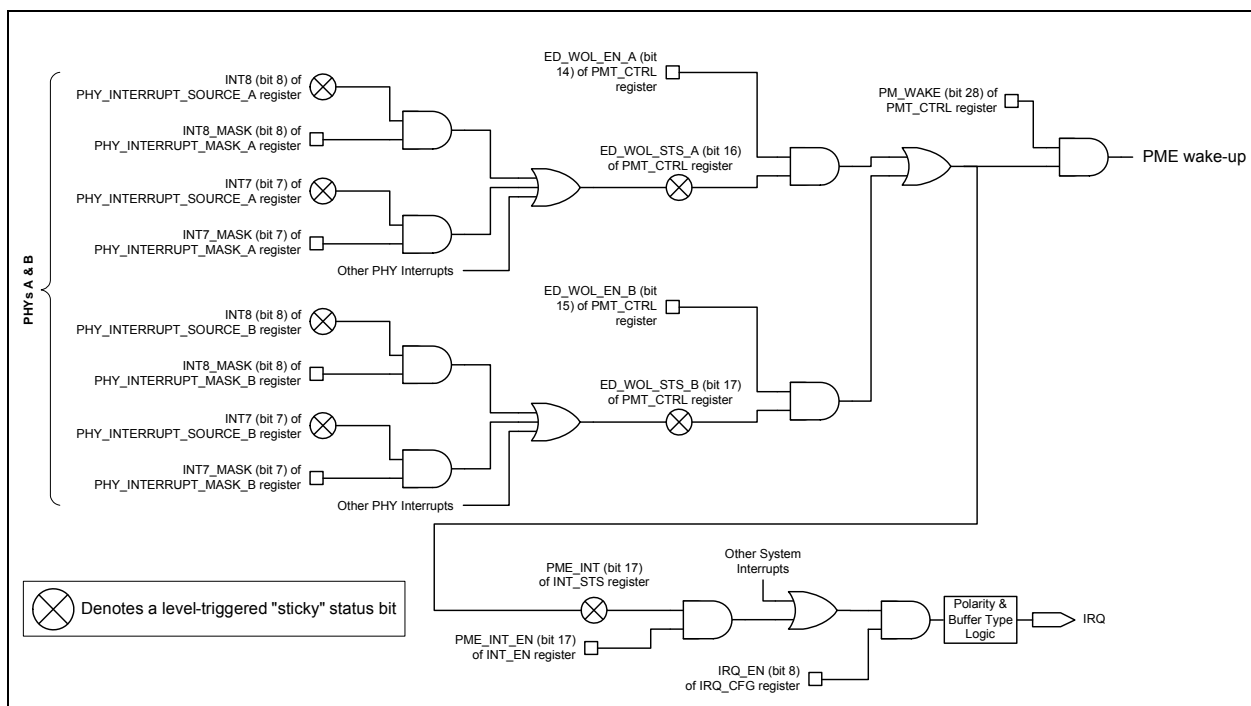 PHYs A & B
INT8 (bit 8) of
PHY_INTERRUPT_SOURCE_A register
INT8_MASK (bit 8) of
PHY_INTERRUPT_MASK_A register
INT7 (bit 7) of
PHY_INTERRUPT_SOURCE_A register
INT7_MASK (bit 7) of
PHY_INTERRUPT_MASK_A register
Other PHY Interrupts
ED_WOL_EN_A (bit
14) of PMT_CTRL
register
ED_WOL_STS_A (bit 16)
of PMT_CTRL register
PM_WAKE (bit 28) of
PMT_CTRL register
PME wake-up
INT8 (bit 8) of
PHY_INTERRUPT_SOURCE_B register
INT8_MASK (bit 8) of
PHY_INTERRUPT_MASK_B register
INT7 (bit 7) of
PHY_INTERRUPT_SOURCE_B register
INT7_MASK (bit 7) of
PHY_INTERRUPT_MASK_B register
Other PHY Interrupts
ED_WOL_EN_B (bit
15) of PMT_CTRL
register
ED_WOL_STS_B (bit 17)
of PMT_CTRL register
Denotes a level-triggered "sticky" status bit
PME_INT (bit 17)
of INT_STS register
PME_INT_EN (bit 17)
of INT_EN register
Other System
Interrupts
IRQ_EN (bit 8)
of IRQ_CFG register
Polarity &
Buffer Type
Logic
IRQ